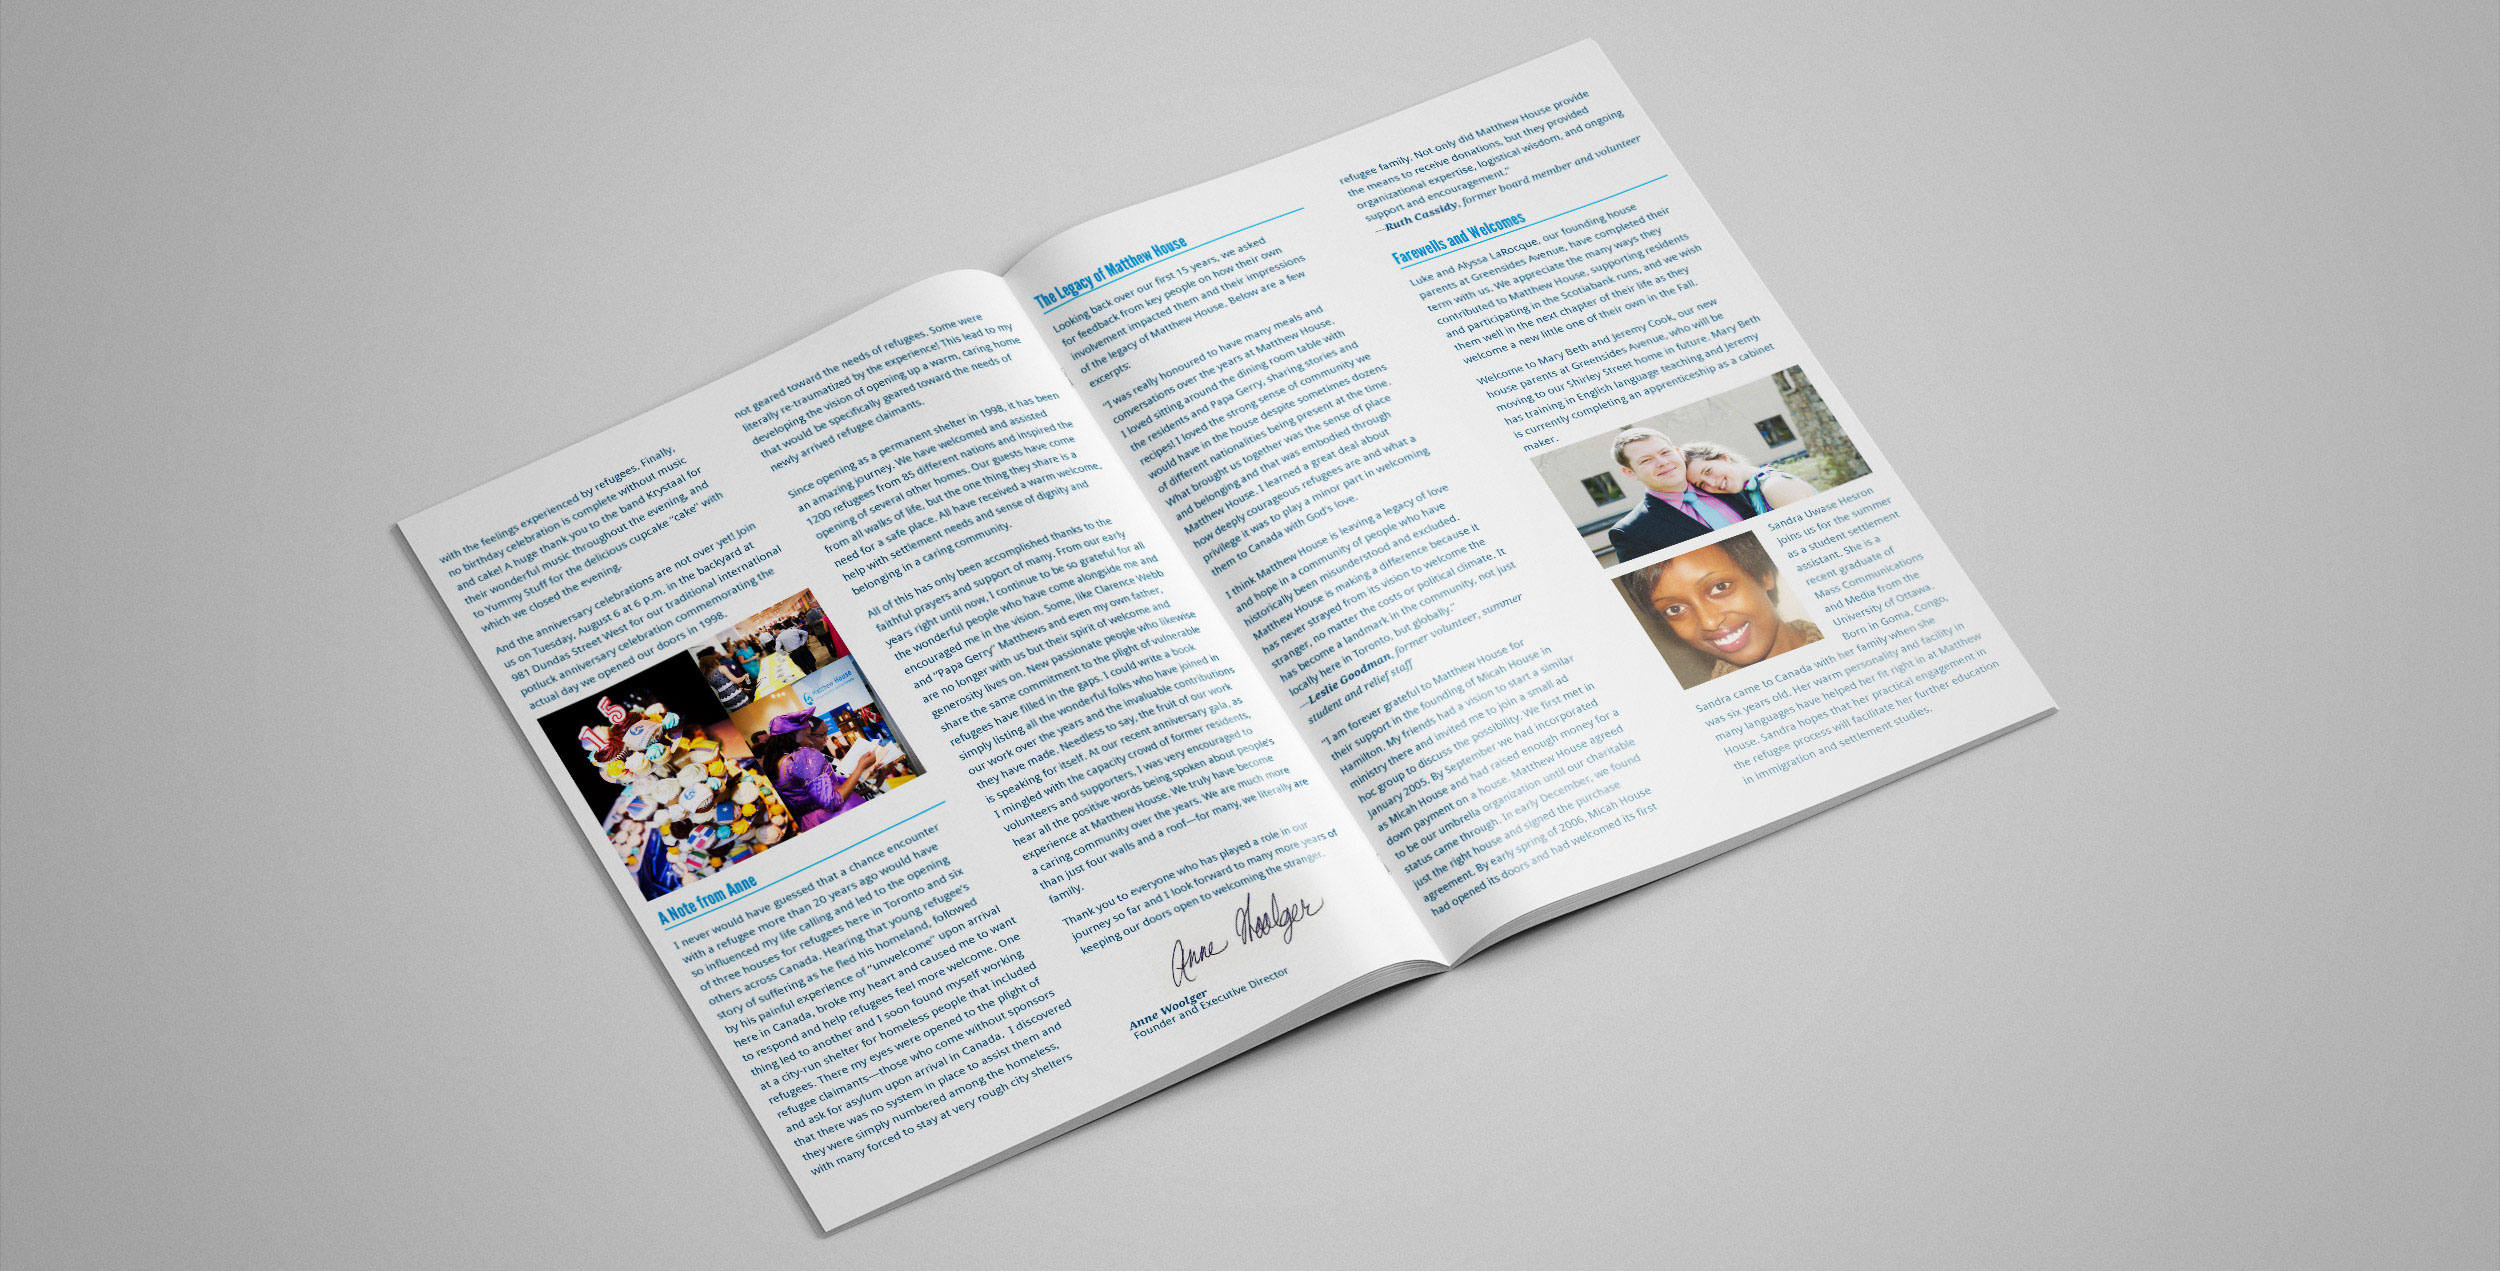 with the feelings experienced by refugees. Finally,
no birthday celebration is complete without music
and cake! A huge thank you to the band Krystaal for
their wonderful music throughout the evening, and
to Yummy Stuff for the delicious cupcake “cake” with
which we closed the evening.
And the anniversary celebrations are not over yet! Join
us on Tuesday, August 6 at 6 p.m. in the backyard at
981 Dundas Street West for our traditional international
potluck anniversary celebration commemorating the
actual day we opened our doors in 1998.
15
Matthew House
A Note from Anne
I never would have guessed that a chance encounter
with a refugee more than 20 years ago would have
so influenced my life calling and led to the opening
of three houses for refugees here in Toronto and six
others across Canada. Hearing that young refugee’s
story of suffering as he fled his homeland, followed
by his painful experience of “unwelcome” upon arrival
here in Canada, broke my heart and caused me to want
to respond and help refugees feel more welcome. One
thing led to another and I soon found myself working
at a city-run shelter for homeless people that included
refugees. There my eyes were opened to the plight of
refugee claimants—those who come without sponsors
and ask for asylum upon arrival in Canada. I discovered
that there was no system in place to assist them and
they were simply numbered among the homeless,
with many forced to stay at very rough city shelters
not geared toward the needs of refugees. Some were
literally re-traumatized by the experience! This lead to my
developing the vision of opening up a warm, caring home
that would be specifically geared toward the needs of
newly arrived refugee claimants.
Since opening as a permanent shelter in 1998, it has been
an amazing journey. We have welcomed and assisted
1200 refugees from 85 different nations and inspired the
opening of several other homes. Our guests have come
from all walks of life, but the one thing they share is a
need for a safe place. All have received a warm welcome,
help with settlement needs and sense of dignity and
belonging in a caring community.
All of this has only been accomplished thanks to the
faithful prayers and support of many. From our early
years right until now, I continue to be so grateful for all
the wonderful people who have come alongside me and
encouraged me in the vision. Some, like Clarence Webb
and “Papa Gerry” Matthews and even my own father,
are no longer with us but their spirit of welcome and
generosity lives on. New passionate people who likewise
share the same commitment to the plight of vulnerable
refugees have filled in the gaps. I could write a book
simply listing all the wonderful folks who have joined in
our work over the years and the invaluable contributions
they have made. Needless to say, the fruit of our work
is speaking for itself. At our recent anniversary gala, as
I mingled with the capacity crowd of former residents,
volunteers and supporters, I was very encouraged to
hear all the positive words being spoken about people’s
experience at Matthew House. We truly have become
a caring community over the years. We are much more
than just four walls and a roof—for many, we literally are
family.
Thank you to everyone who has played a role in our
journey so far and I look forward to many more years of
keeping our doors open to welcoming the stranger.
Anne Woolger
Anne Woolger
Founder and Executive Director
The Legacy of Matthew House
Looking back over our first 15 years, we asked
for feedback from key people on how their own
involvement impacted them and their impressions
of the legacy of Matthew House. Below are a few
excerpts:
“I was really honoured to have many meals and
conversations over the years at Matthew House.
I loved sitting around the dining room table with
the residents and Papa Gerry, sharing stories and
recipes! I loved the strong sense of community we
would have in the house despite sometimes dozens
of different nationalities being present at the time.
What brought us together was the sense of place
and belonging and that was embodied through
Matthew House. I learned a great deal about
how deeply courageous refugees are and what a
privilege it was to play a minor part in welcoming
them to Canada with God’s love.
I think Matthew House is leaving a legacy of love
and hope in a community of people who have
historically been misunderstood and excluded.
Matthew House is making a difference because it
has never strayed from its vision to welcome the
stranger, no matter the costs or political climate. It
has become a landmark in the community, not just
locally here in Toronto, but globally.”
—Leslie Goodman, former volunteer, summer
student and relief staff
“I am forever grateful to Matthew House for
their support in the founding of Micah House in
Hamilton. My friends had a vision to start a similar
ministry there and invited me to join a small ad
hoc group to discuss the possibility. We first met in
January 2005. By September we had incorporated
as Micah House and had raised enough money for a
down payment on a house. Matthew House agreed
to be our umbrella organization until our charitable
status came through. In early December, we found
just the right house and signed the purchase
agreement. By early spring of 2006, Micah House
had opened its doors and had welcomed its first
refugee family. Not only did Matthew House provide
the means to receive donations, but they provided
organizational expertise, logistical wisdom, and ongoing
support and encouragement.”
—Ruth Cassidy, former board member and volunteer
Farewells and Welcomes
Luke and Alyssa LaRocque, our founding house
parents at Greensides Avenue, have completed their
term with us. We appreciate the many ways they
contributed to Matthew House, supporting residents
and participating in the Scotiabank runs, and we wish
them well in the next chapter of their life as they
welcome a new little one of their own in the Fall.
Welcome to Mary Beth and Jeremy Cook, our new
house parents at Greensides Avenue, who will be
moving to our Shirley Street home in future. Mary Beth
has training in English language teaching and Jeremy
is currently completing an apprenticeship as a cabinet
maker.
Sandra Uwase Hesron
joins us for the summer
as a student settlement
assistant. She is a
recent graduate of
Mass Communications
and Media from the
University of Ottawa.
Born in Goma, Congo,
Sandra came to Canada with her family when she
was six years old. Her warm personality and facility in
many languages have helped her fit right in at Matthew
House. Sandra hopes that her practical engagement in
the refugee process will facilitate her further education
in immigration and settlement studies.